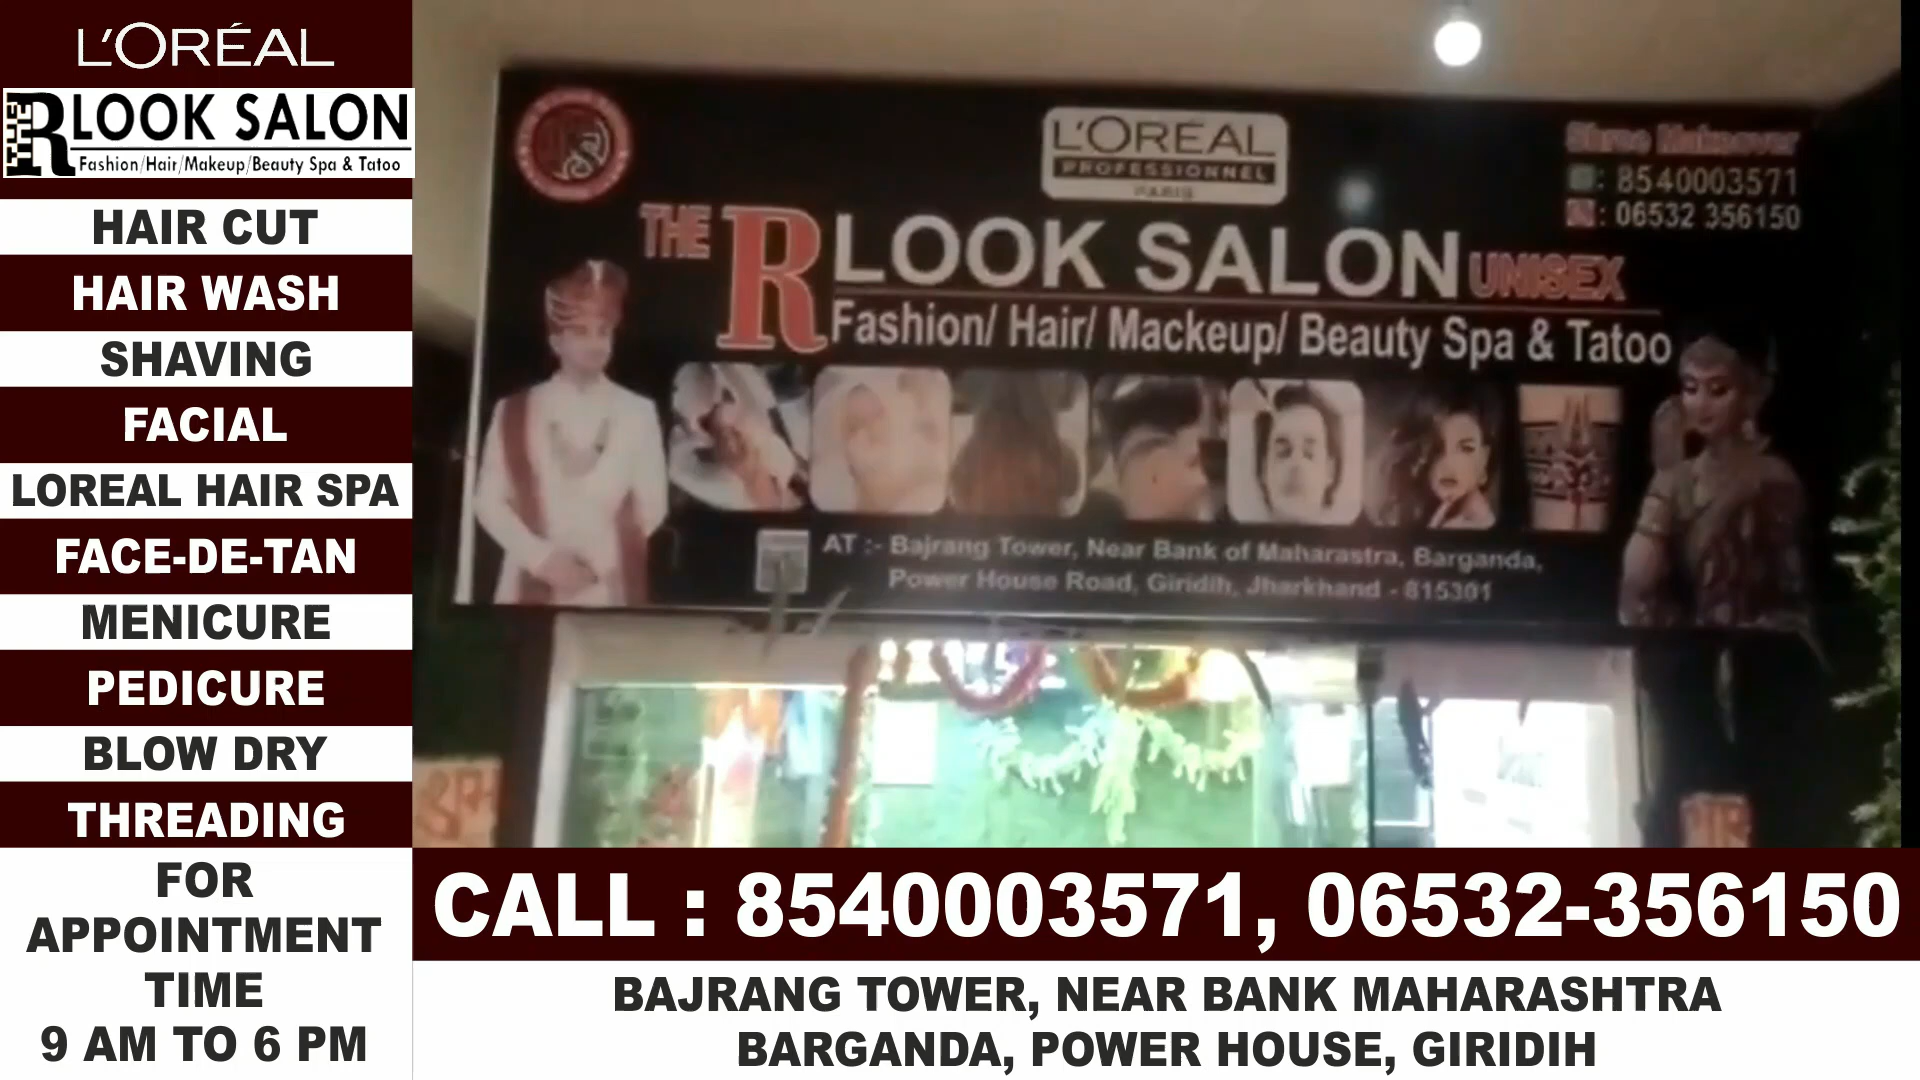 L'ORÉAL
THE R LOOK SALON
Fashion/Hair/Makeup/Beauty Spa & Tatoo
HAIR CUT
HAIR WASH
SHAVING
FACIAL
LOREAL HAIR SPA
FACE-DE-TAN
MENICURE
PEDICURE
BLOW DRY
THREADING
FOR
APPOINTMENT
TIME
9 AM TO 6 PM
L'ORÉAL
PROFESSIONNEL
PARIS
Shree Makeover
: 8540003571
: 06532 356150
THE R LOOK SALON UNISEX
Fashion/ Hair/ Mackeup/ Beauty Spa & Tatoo
AT :- Bajrang Tower, Near Bank of Maharastra, Barganda,
Power House Road, Giridih, Jharkhand - 815301
CALL : 8540003571, 06532-356150
BAJRANG TOWER, NEAR BANK MAHARASHTRA
BARGANDA, POWER HOUSE, GIRIDIH